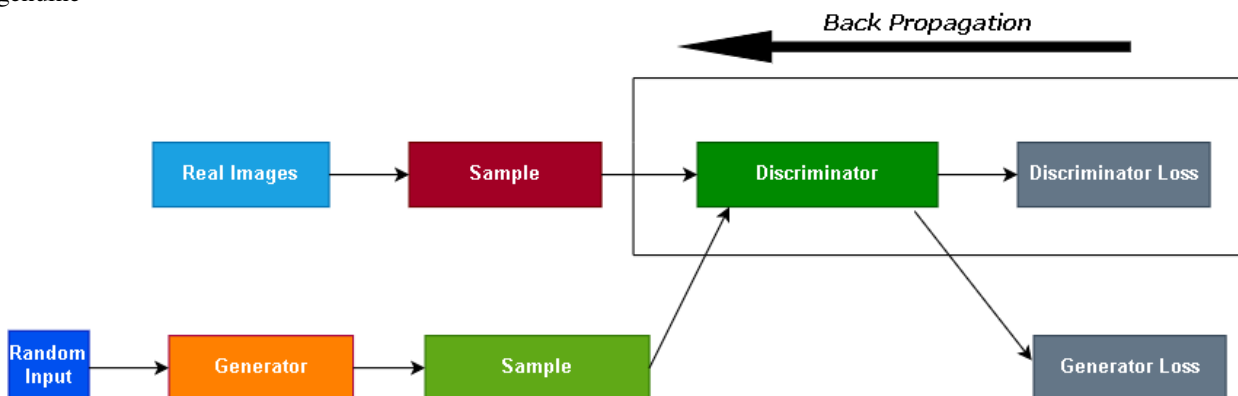 Back Propagation
Real Images
Sample
Discriminator
Discriminator Loss
Random
Input
Generator
Sample
Generator Loss